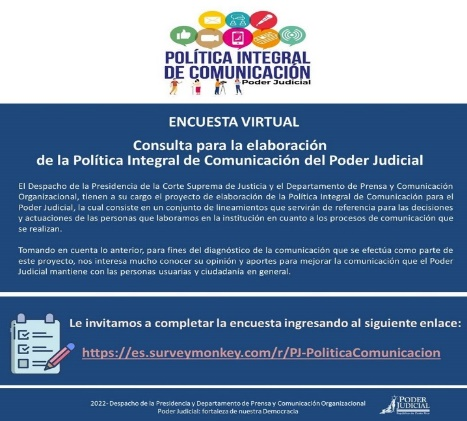 POLÍTICA INTEGRAL
DE COMUNICACIÓN
Poder Judicial
ENCUESTA VIRTUAL
Consulta para la elaboración
de la Política Integral de Comunicación del Poder Judicial
El Despacho de la Presidencia de la Corte Suprema de Justicia y el Departamento de Prensa y Comunicación
Organizacional, tienen a su cargo el proyecto de elaboración de la Política Integral de Comunicación para el
Poder Judicial, la cual consiste en un conjunto de lineamientos que servirán de referencia para las decisiones
y actuaciones de las personas que laboramos en la institución en cuanto a los procesos de comunicación que
se realizan.
Tomando en cuenta lo anterior, para fines del diagnóstico de la comunicación que se efectúa como parte de
este proyecto, nos interesa mucho conocer su opinión y aportes para mejorar la comunicación que el Poder
Judicial mantiene con las personas usuarias y ciudadanía en general.
Le invitamos a completar la encuesta ingresando al siguiente enlace:
https://es.surveymonkey.com/r/PJ-PoliticaComunicacion
2022- Despacho de la Presidencia y Departamento de Prensa y Comunicación Organizacional
Poder Judicial: fortaleza de nuestra Democracia
PODER
JUDICIAL
República de Costa Rica